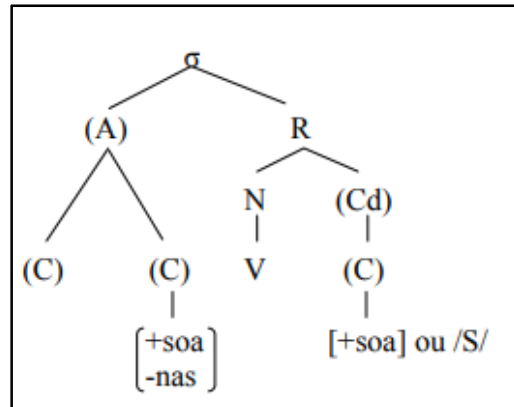 σ
(A) R
N (Cd)
(C) (C) V (C)
+soa [+soa] ou /S/
-nas